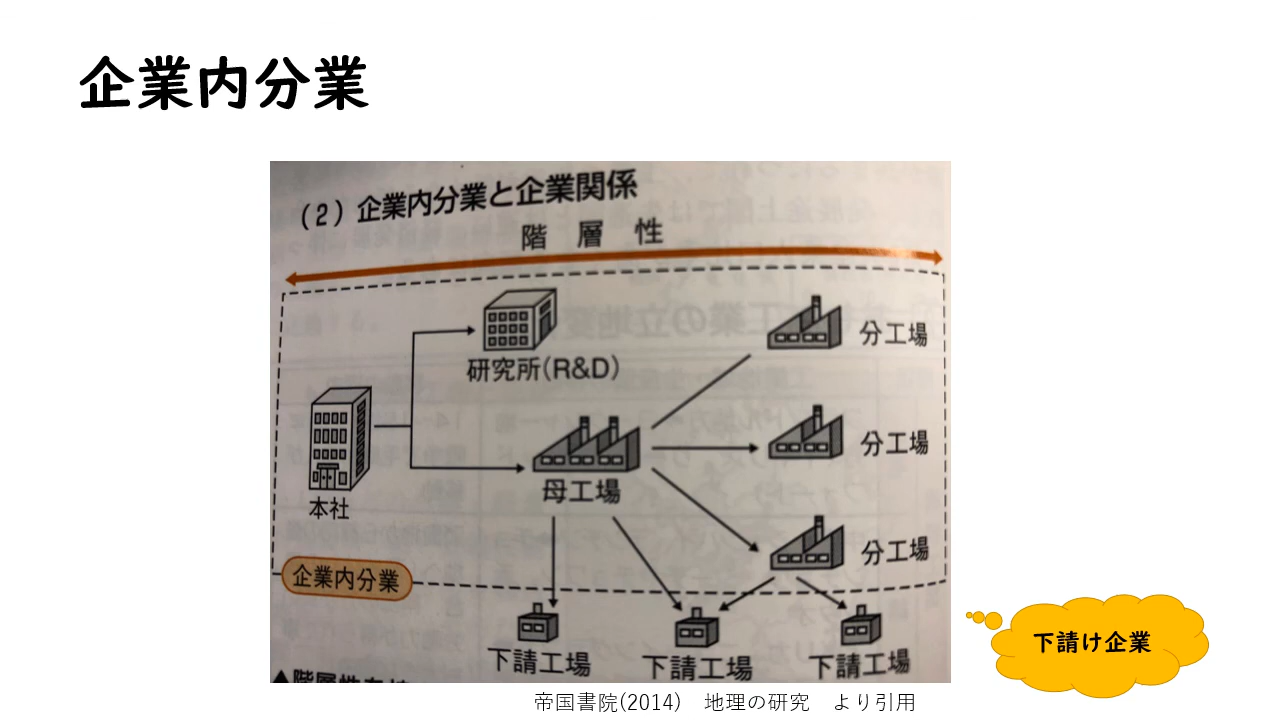 企業内分業
(2)企業内分業と企業関係
階層性
研究所(R&D)
分工場
本社
母工場
分工場
分工場
企業内分業
下請工場
下請工場
下請工場
下請け企業
帝国書院(2014) 地理の研究 より引用